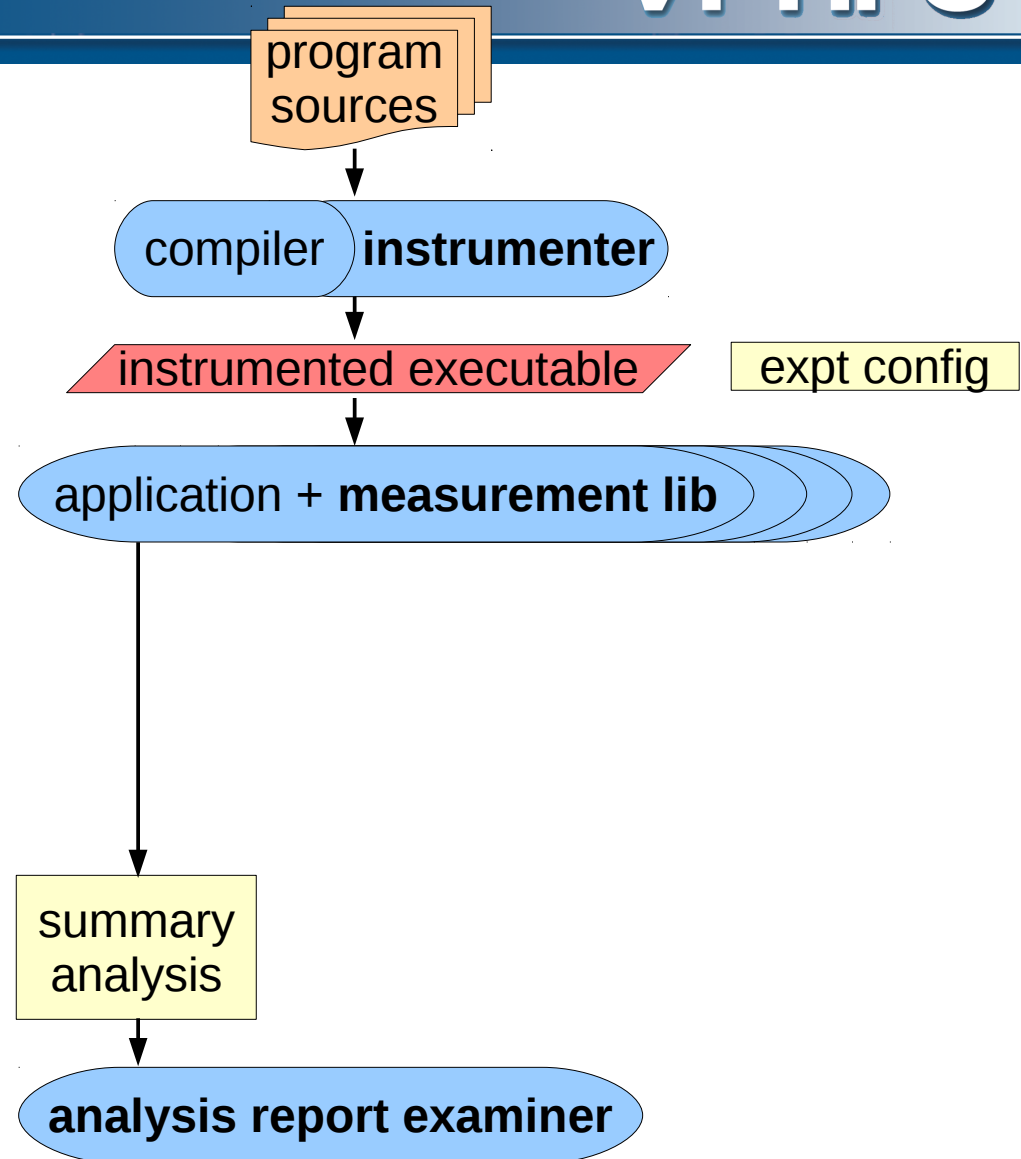 program
sources
compiler instrumenter
instrumented executable
expt config
application + measurement lib
summary
analysis
analysis report examiner